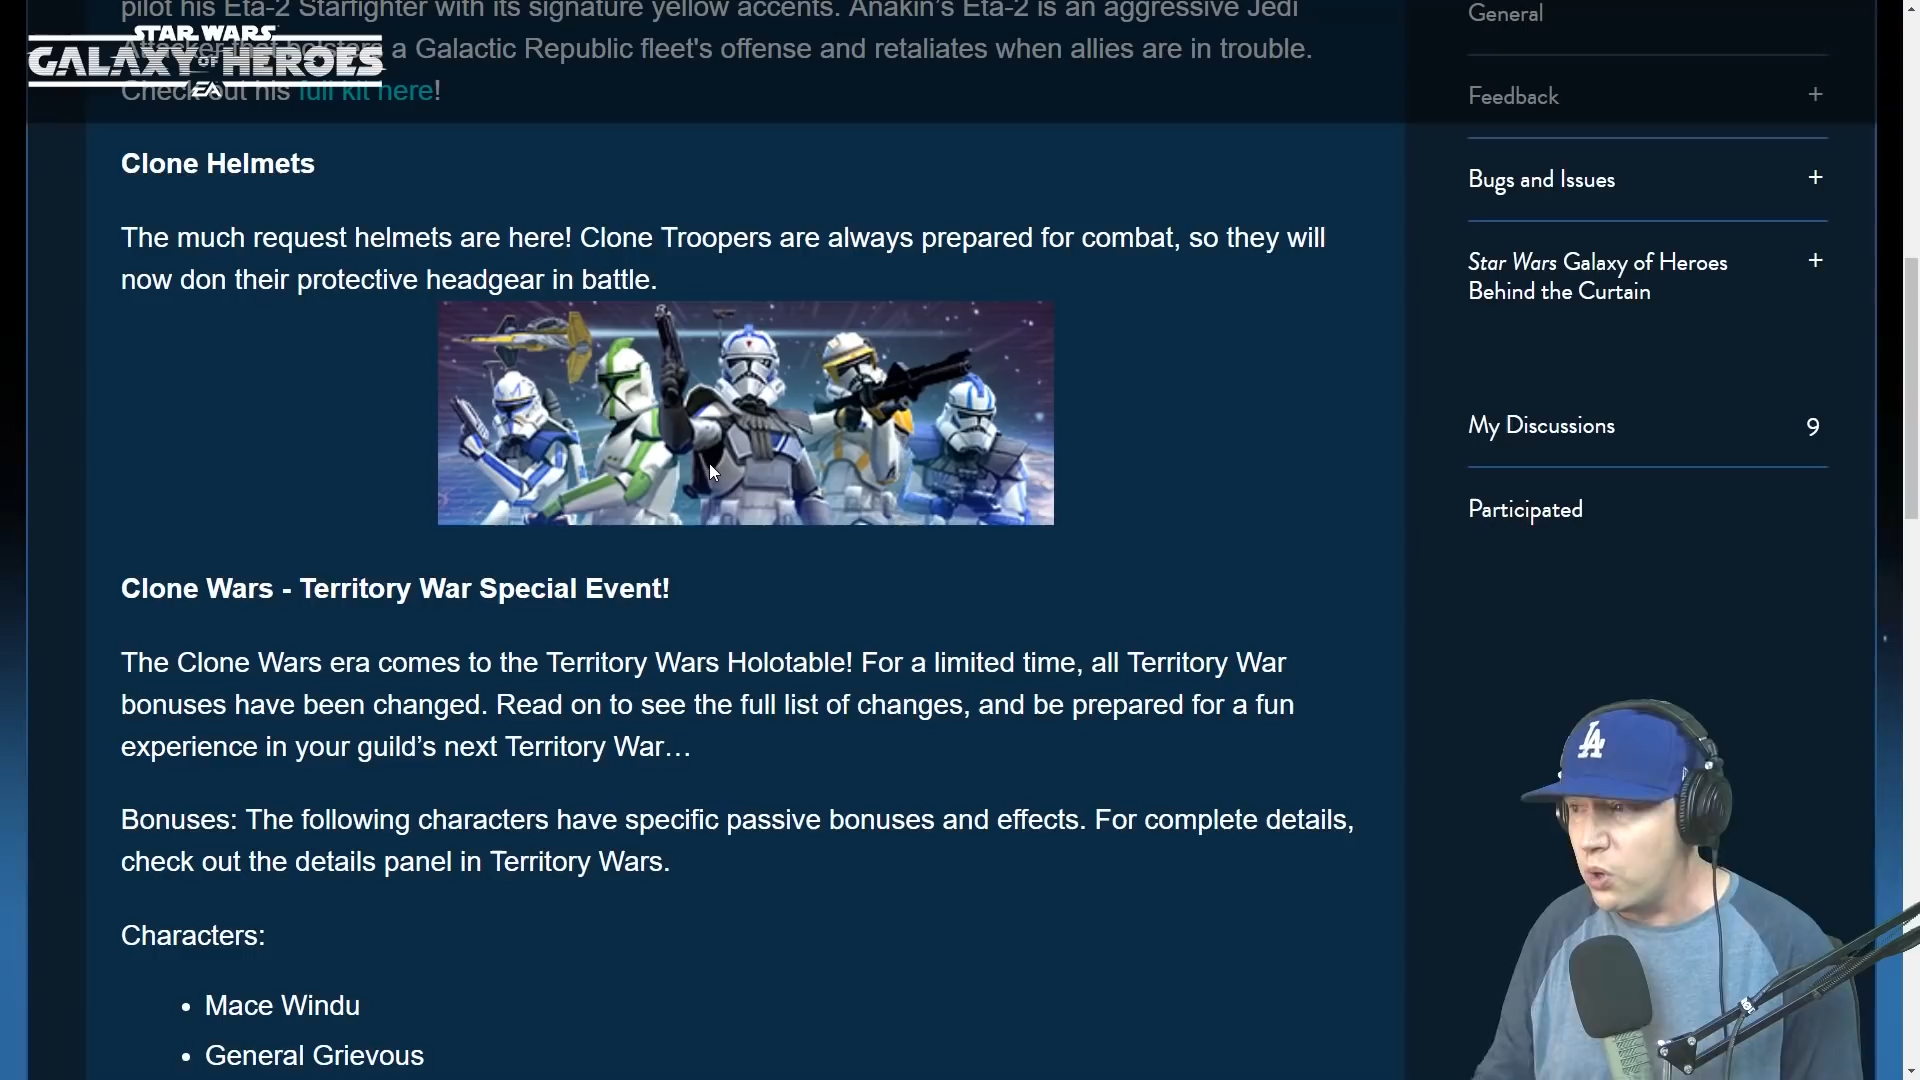 pilot his Eta-2 Starfighter with its signature yellow accents. Anakin's Eta-2 is an aggressive Jedi
Attacker that bolsters a Galactic Republic fleet's offense and retaliates when allies are in trouble.
Check out his full kit here!
STAR WARS
GALAXY OF HEROES
EA
Clone Helmets
The much request helmets are here! Clone Troopers are always prepared for combat, so they will
now don their protective headgear in battle.
Clone Wars - Territory War Special Event!
The Clone Wars era comes to the Territory Wars Holotable! For a limited time, all Territory War
bonuses have been changed. Read on to see the full list of changes, and be prepared for a fun
experience in your guild’s next Territory War…
Bonuses: The following characters have specific passive bonuses and effects. For complete details,
check out the details panel in Territory Wars.
Characters:
• Mace Windu
• General Grievous
General
Feedback +
Bugs and Issues +
Star Wars Galaxy of Heroes +
Behind the Curtain
My Discussions 9
Participated
LA